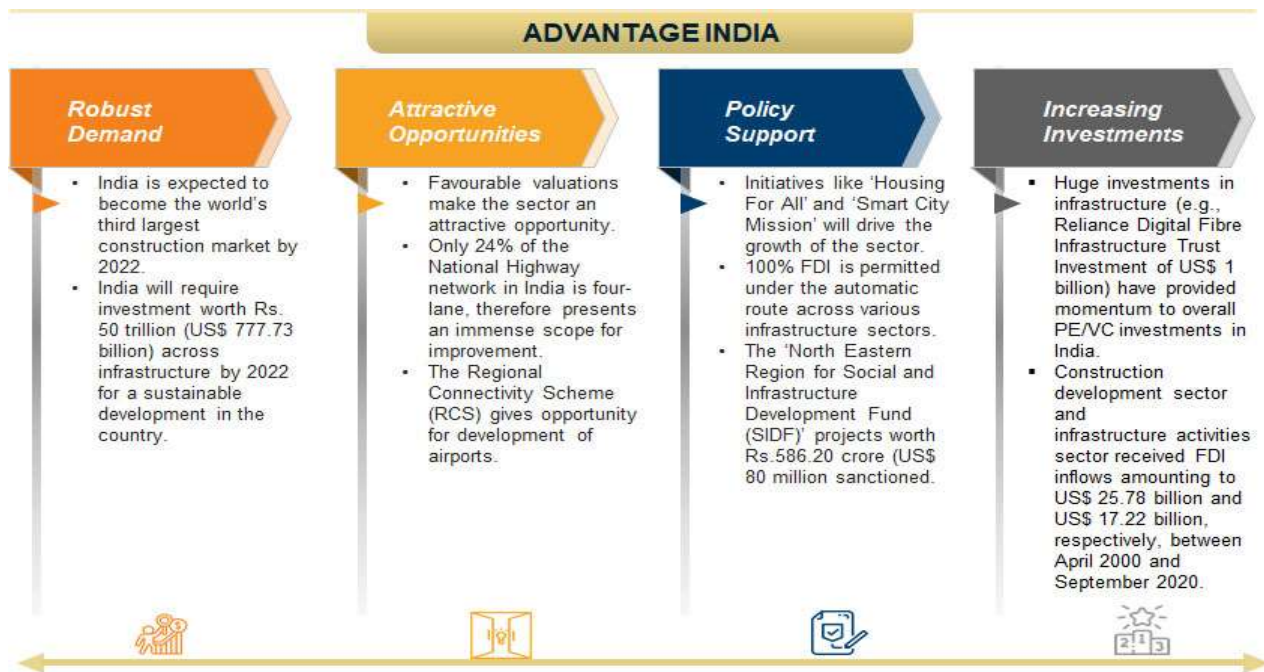 ADVANTAGE INDIA
Robust
Demand
▪ India is expected to
become the world's
third largest
construction market by
2022.
▪ India will require
investment worth Rs.
50 trillion (US$ 777.73
billion) across
infrastructure by 2022
for a sustainable
development in the
country.
Attractive
Opportunities
▪ Favourable valuations
make the sector an
attractive opportunity.
▪ Only 24% of the
National Highway
network in India is four-
lane, therefore presents
an immense scope for
improvement.
▪ The Regional
Connectivity Scheme
(RCS) gives opportunity
for development of
airports.
Policy
Support
▪ Initiatives like 'Housing
For All' and 'Smart City
Mission' will drive the
growth of the sector.
▪ 100% FDI is permitted
under the automatic
route across various
infrastructure sectors.
▪ The 'North Eastern
Region for Social and
Infrastructure
Development Fund
(SIDF)' projects worth
Rs.586.20 crore (US$
80 million sanctioned.
Increasing
Investments
▪ Huge investments in
infrastructure (e.g.,
Reliance Digital Fibre
Infrastructure Trust
Investment of US$ 1
billion) have provided
momentum to overall
PE/VC investments in
India.
▪ Construction
development sector
and
infrastructure activities
sector received FDI
inflows amounting to
US$ 25.78 billion and
US$ 17.22 billion,
respectively, between
April 2000 and
September 2020.
$
2 1 3